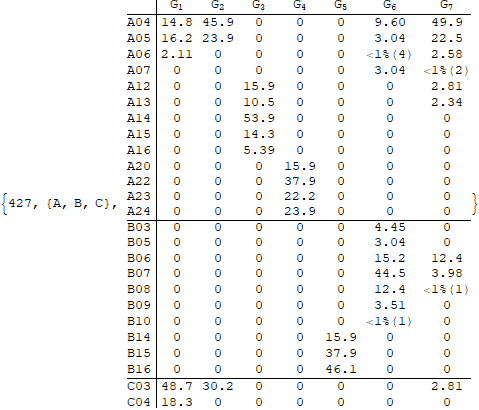 G₁ G₂ G₃ G₄ G₅ G₆ G₇
A04 14.8 45.9 0 0 0 9.60 49.9
A05 16.2 23.9 0 0 0 3.04 22.5
A06 2.11 0 0 0 0 <1%(4) 2.58
A07 0 0 0 0 0 3.04 <1%(2)
A12 0 0 15.9 0 0 0 2.81
A13 0 0 10.5 0 0 0 2.34
A14 0 0 53.9 0 0 0 0
A15 0 0 14.3 0 0 0 0
A16 0 0 5.39 0 0 0 0
A20 0 0 0 15.9 0 0 0
A22 0 0 0 37.9 0 0 0
{427, {A, B, C}, A23 0 0 0 22.2 0 0 0 }
A24 0 0 0 23.9 0 0 0
B03 0 0 0 0 0 4.45 0
B05 0 0 0 0 0 3.04 0
B06 0 0 0 0 0 15.2 12.4
B07 0 0 0 0 0 44.5 3.98
B08 0 0 0 0 0 12.4 <1%(1)
B09 0 0 0 0 0 3.51 0
B10 0 0 0 0 0 <1%(1) 0
B14 0 0 0 0 15.9 0 0
B15 0 0 0 0 37.9 0 0
B16 0 0 0 0 46.1 0 0
C03 48.7 30.2 0 0 0 0 2.81
C04 18.3 0 0 0 0 0 0